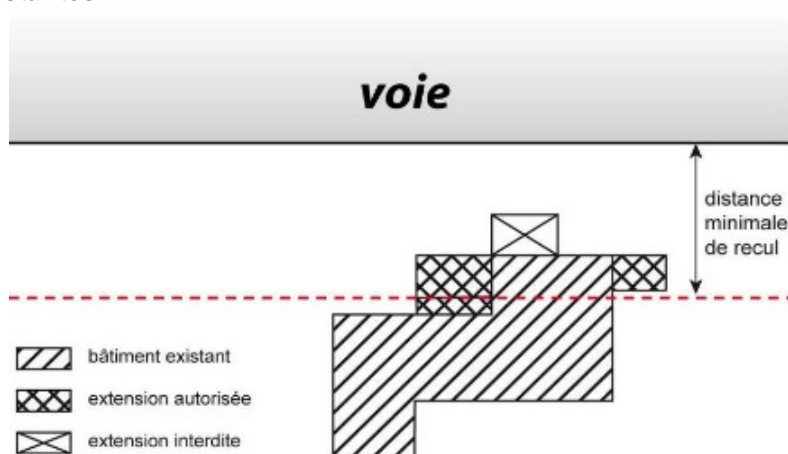 voie
distance
minimale
de recul
bâtiment existant
extension autorisée
extension interdite